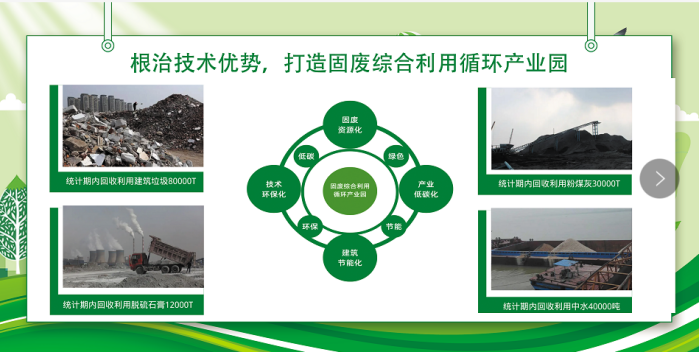 根治技术优势，打造固废综合利用循环产业园
统计期内回收利用建筑垃圾80000T
统计期内回收利用脱硫石膏12000T
固废
资源化
低碳
绿色
技术
环保化
固废综合利用
循环产业园
产业
低碳化
环保
节能
建筑
节能化
统计期内回收利用粉煤灰30000T
统计期内回收利用中水40000吨